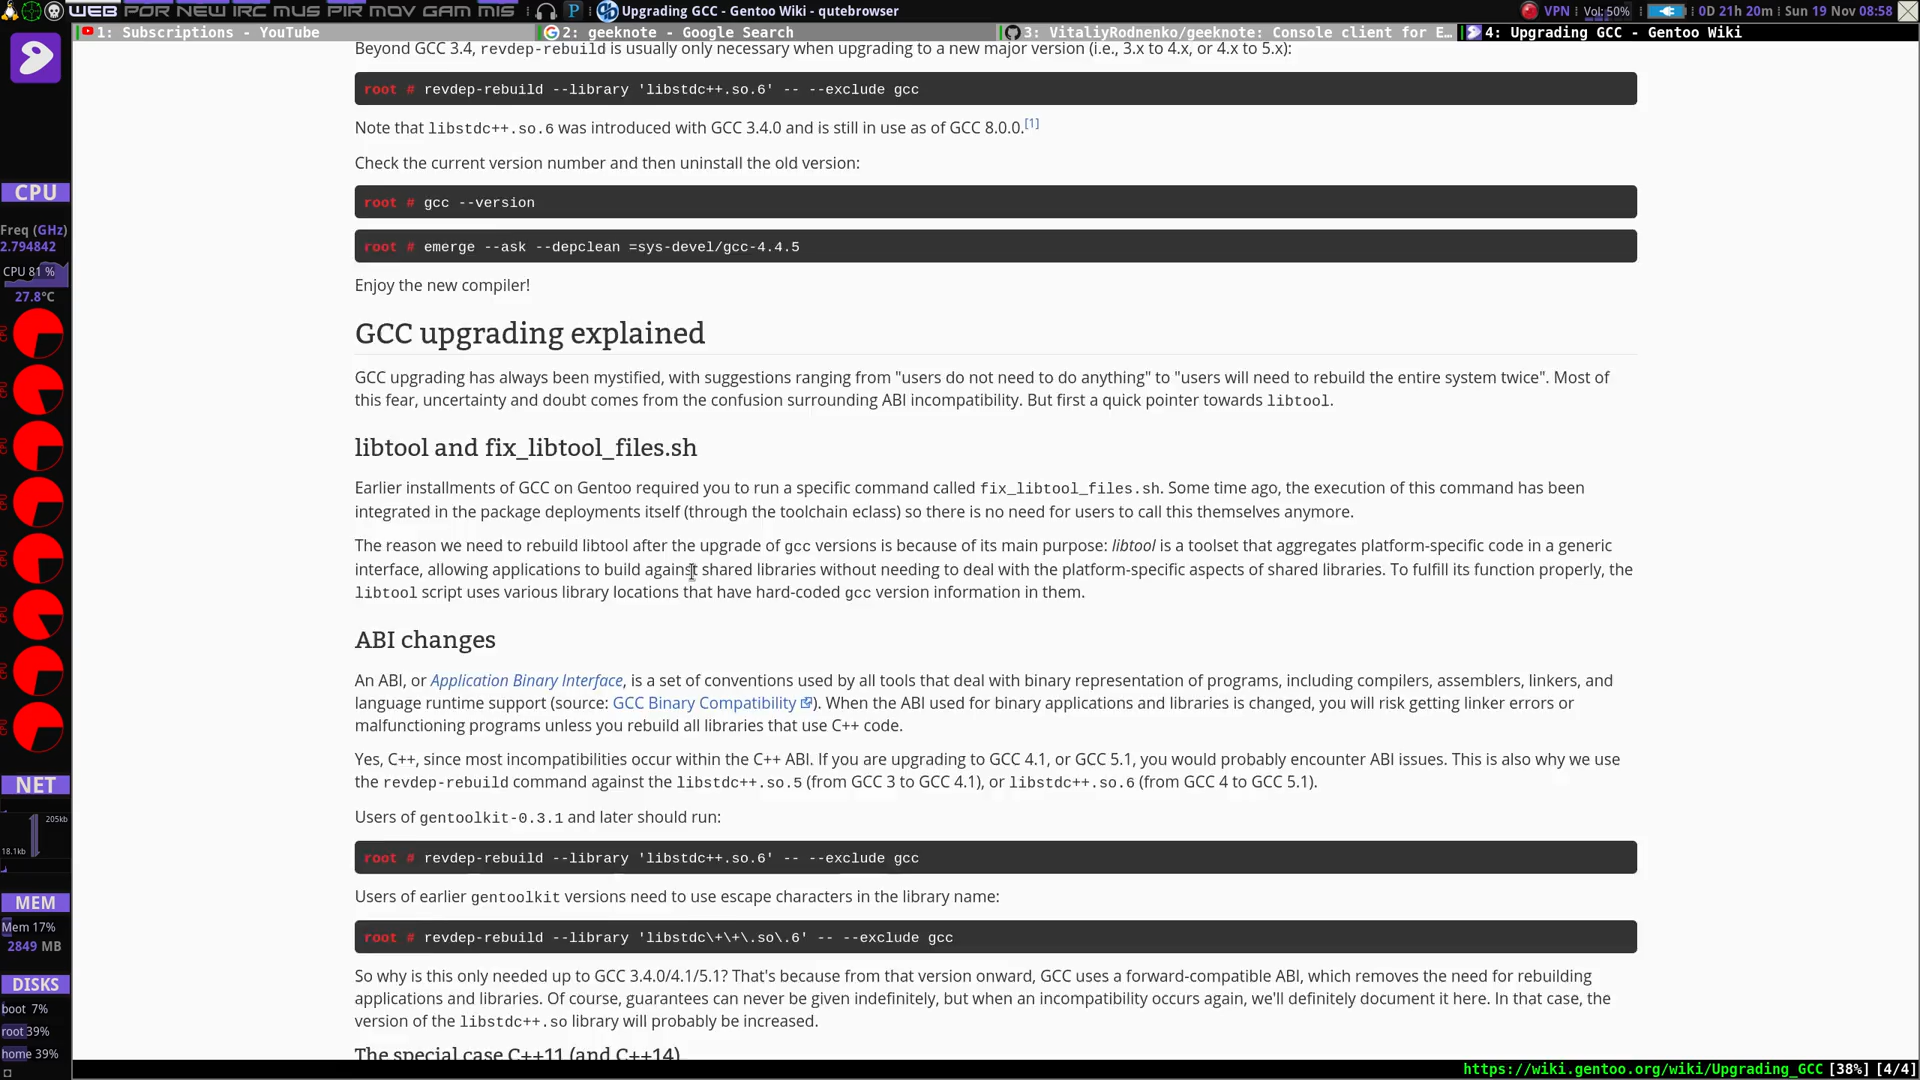 WEB POR NEW IRC MUS PIR MOV GAM MIS
P
Upgrading GCC - Gentoo Wiki - qutebrowser
VPN
Vol: 50%
0D 21h 20m
Sun 19 Nov 08:58
1: Subscriptions - YouTube
2: geeknote - Google Search
3: VitaliyRodnenko/geeknote: Console client for E…
4: Upgrading GCC - Gentoo Wiki
CPU
Freq (GHz)
2.794842
CPU 81 %
27.8°C
NET
205kb
18.1kb
MEM
Mem 17%
2849 MB
DISKS
boot 7%
root 39%
home 39%
Beyond GCC 3.4, revdep-rebuild is usually only necessary when upgrading to a new major version (i.e., 3.x to 4.x, or 4.x to 5.x):
root # revdep-rebuild --library 'libstdc++.so.6' -- --exclude gcc
Note that libstdc++.so.6 was introduced with GCC 3.4.0 and is still in use as of GCC 8.0.0.[1]
Check the current version number and then uninstall the old version:
root # gcc --version
root # emerge --ask --depclean =sys-devel/gcc-4.4.5
Enjoy the new compiler!
GCC upgrading explained
GCC upgrading has always been mystified, with suggestions ranging from "users do not need to do anything" to "users will need to rebuild the entire system twice". Most of
this fear, uncertainty and doubt comes from the confusion surrounding ABI incompatibility. But first a quick pointer towards libtool.
libtool and fix_libtool_files.sh
Earlier installments of GCC on Gentoo required you to run a specific command called fix_libtool_files.sh. Some time ago, the execution of this command has been
integrated in the package deployments itself (through the toolchain eclass) so there is no need for users to call this themselves anymore.
The reason we need to rebuild libtool after the upgrade of gcc versions is because of its main purpose: libtool is a toolset that aggregates platform-specific code in a generic
interface, allowing applications to build against shared libraries without needing to deal with the platform-specific aspects of shared libraries. To fulfill its function properly, the
libtool script uses various library locations that have hard-coded gcc version information in them.
ABI changes
An ABI, or Application Binary Interface, is a set of conventions used by all tools that deal with binary representation of programs, including compilers, assemblers, linkers, and
language runtime support (source: GCC Binary Compatibility). When the ABI used for binary applications and libraries is changed, you will risk getting linker errors or
malfunctioning programs unless you rebuild all libraries that use C++ code.
Yes, C++, since most incompatibilities occur within the C++ ABI. If you are upgrading to GCC 4.1, or GCC 5.1, you would probably encounter ABI issues. This is also why we use
the revdep-rebuild command against the libstdc++.so.5 (from GCC 3 to GCC 4.1), or libstdc++.so.6 (from GCC 4 to GCC 5.1).
Users of gentoolkit-0.3.1 and later should run:
root # revdep-rebuild --library 'libstdc++.so.6' -- --exclude gcc
Users of earlier gentoolkit versions need to use escape characters in the library name:
root # revdep-rebuild --library 'libstdc\+\+\.so\.6' -- --exclude gcc
So why is this only needed up to GCC 3.4.0/4.1/5.1? That's because from that version onward, GCC uses a forward-compatible ABI, which removes the need for rebuilding
applications and libraries. Of course, guarantees can never be given indefinitely, but when an incompatibility occurs again, we'll definitely document it here. In that case, the
version of the libstdc++.so library will probably be increased.
The special case C++11 (and C++14)
https://wiki.gentoo.org/wiki/Upgrading_GCC [38%] [4/4]